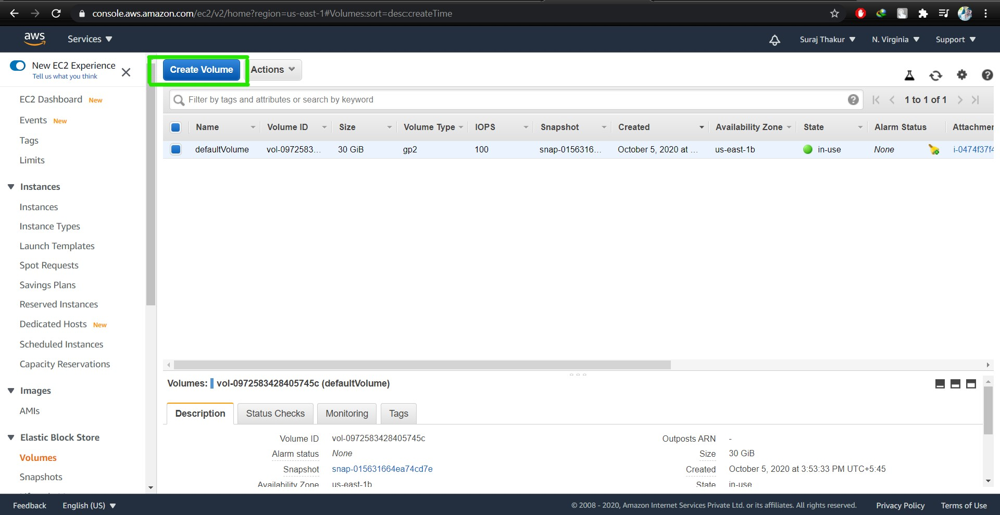 console.aws.amazon.com/ec2/v2/home?region=us-east-1#Volumes:sort=desc:createTime
aws Services Suraj Thakur N. Virginia Support
New EC2 Experience
Tell us what you think
Create Volume Actions
EC2 Dashboard New
Events New
Tags
Limits
Instances
Instances
Instance Types
Launch Templates
Spot Requests
Savings Plans
Reserved Instances
Dedicated Hosts New
Scheduled Instances
Capacity Reservations
Images
AMIs
Elastic Block Store
Volumes
Snapshots
Filter by tags and attributes or search by keyword 1 to 1 of 1
Name Volume ID Size Volume Type IOPS Snapshot Created Availability Zone State Alarm Status Attachmen
defaultVolume vol-0972583... 30 GiB gp2 100 snap-0156316... October 5, 2020 at ... us-east-1b in-use None i-0474f37f4
Volumes: vol-0972583428405745c (defaultVolume)
Description Status Checks Monitoring Tags
Volume ID vol-0972583428405745c Outposts ARN -
Alarm status None Size 30 GiB
Snapshot snap-015631664ea74cd7e Created October 5, 2020 at 3:53:33 PM UTC+5:45
Availability Zone us-east-1b State in-use
Feedback English (US) © 2008 - 2020, Amazon Internet Services Private Ltd. or its affiliates. All rights reserved. Privacy Policy Terms of Use